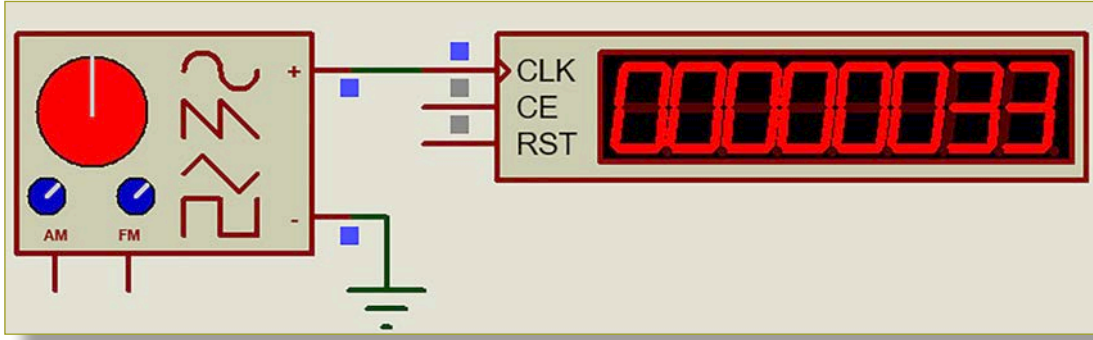 +
CLK
CE
RST
00000033
-
AM FM